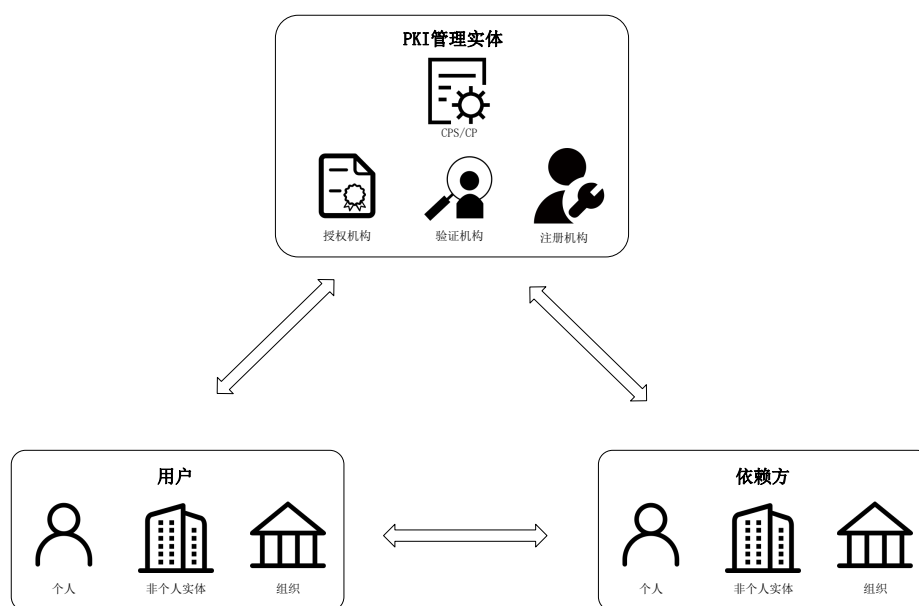 PKI管理实体
CPS/CP
授权机构 验证机构 注册机构
用户
个人 非个人实体 组织
依赖方
个人 非个人实体 组织